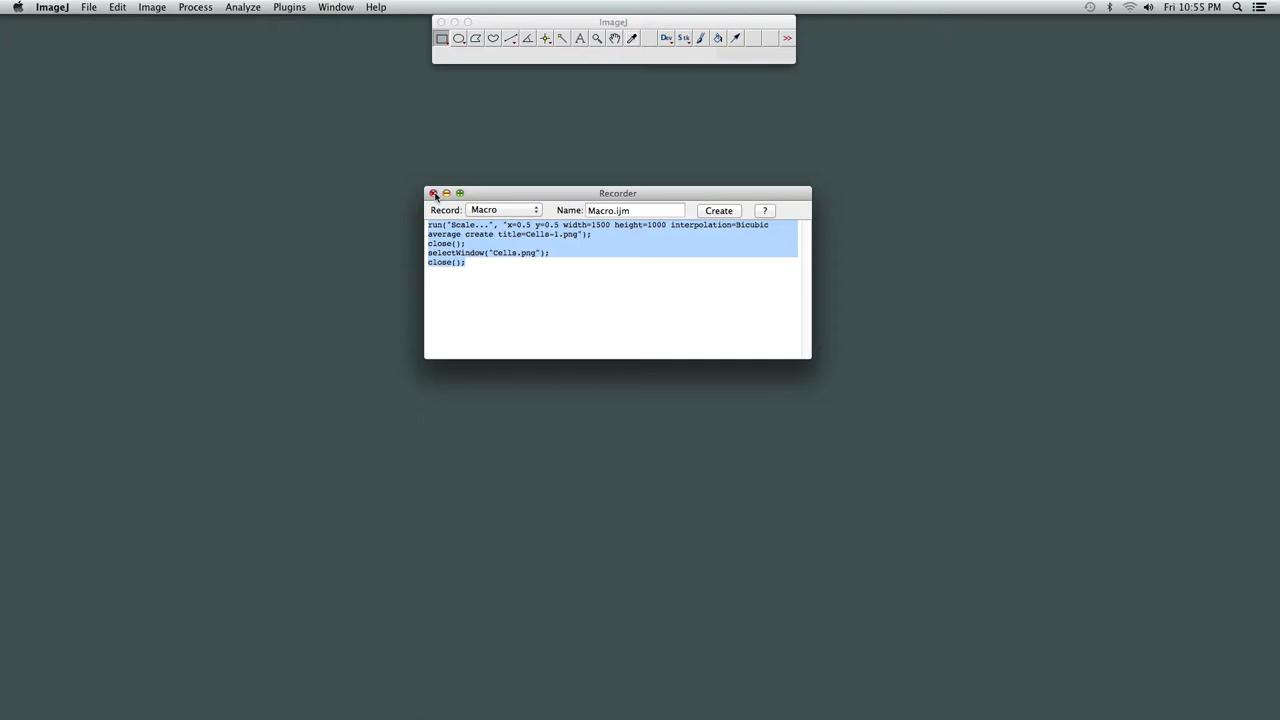 ImageJ File Edit Image Process Analyze Plugins Window Help Fri 10:55 PM
ImageJ
A Dev Stk >>
Recorder
Record: Macro Name: Macro.ijm Create ?
run("Scale...", "x=0.5 y=0.5 width=1500 height=1000 interpolation=Bicubic
average create title=Cells-1.png");
close();
selectWindow("Cells.png");
close();